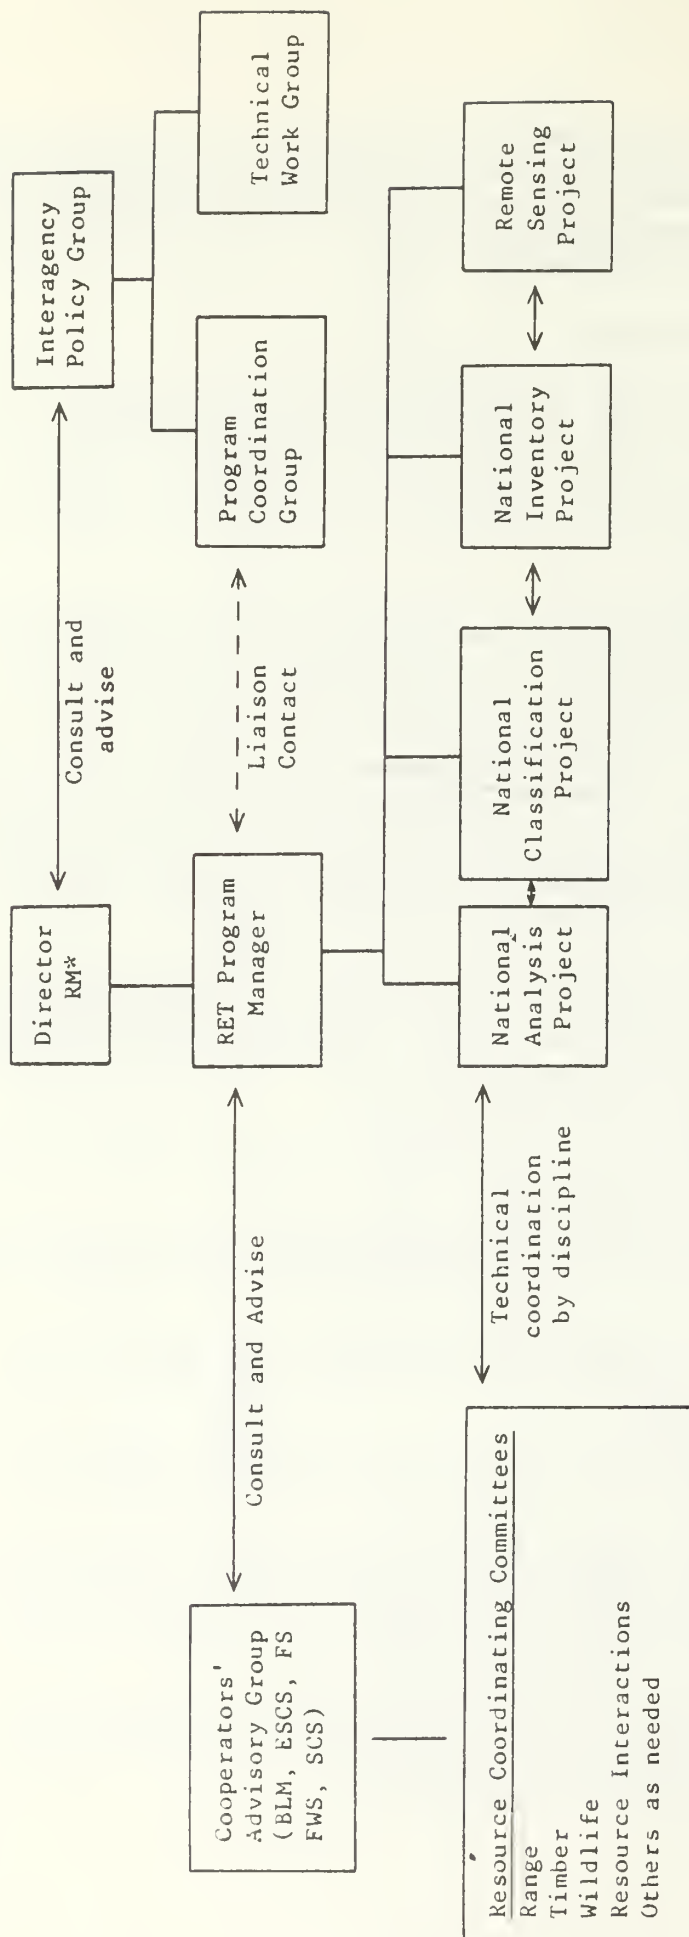 Director
RM*
Consult and
advise
Interagency
Policy Group
Cooperators'
Advisory Group
(BLM, ESCS, FS
FWS, SCS)
Consult and Advise
RET Program
Manager
Liaison
Contact
Program
Coordination
Group
Technical
Work Group
Resource Coordinating Committees
Range
Timber
Wildlife
Resource Interactions
Others as needed
Technical
coordination
by discipline
National
Analysis
Project
National
Classification
Project
National
Inventory
Project
Remote
Sensing
Project